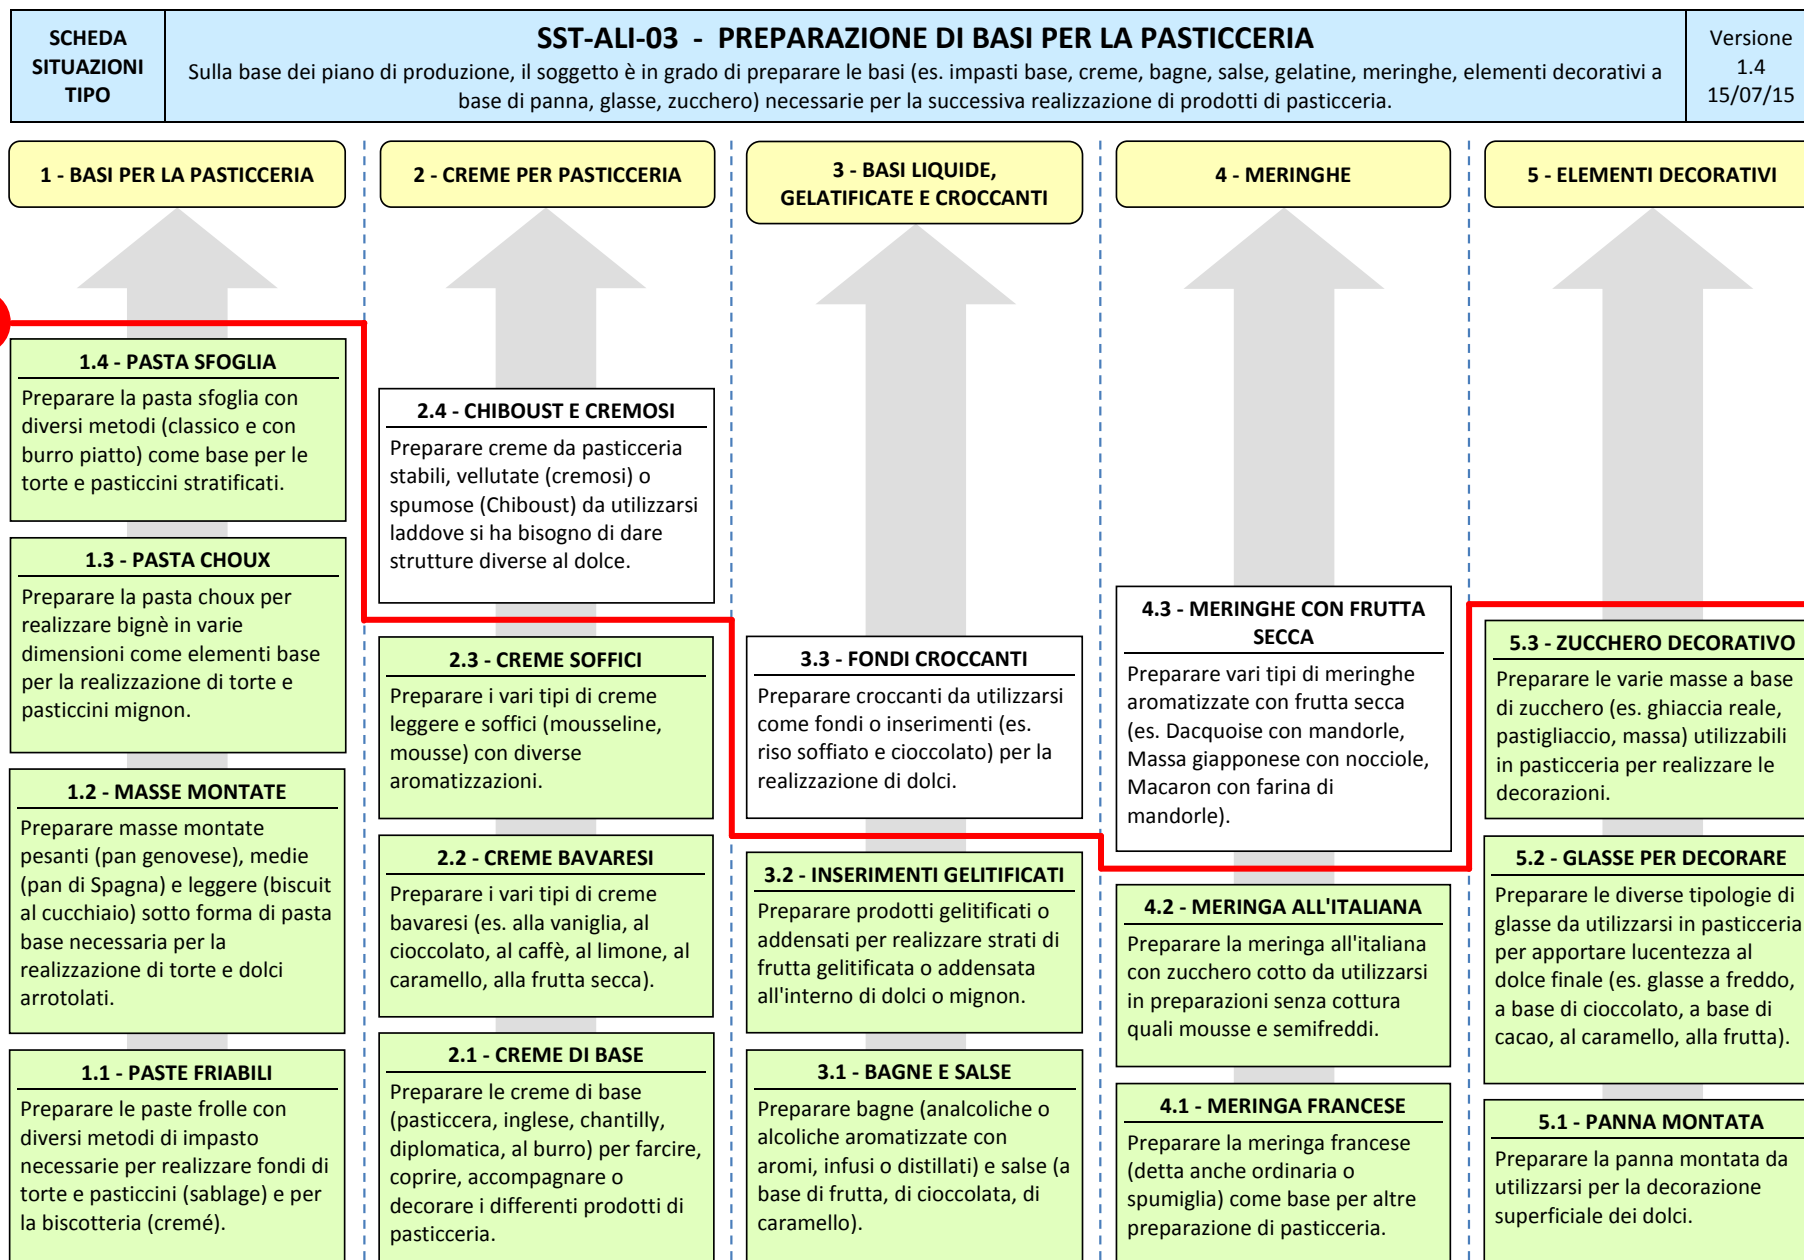 SCHEDA
SITUAZIONI
TIPO
SST-ALI-03 - PREPARAZIONE DI BASI PER LA PASTICCERIA
Sulla base dei piano di produzione, il soggetto è in grado di preparare le basi (es. impasti base, creme, bagne, salse, gelatine, meringhe, elementi decorativi a
base di panna, glasse, zucchero) necessarie per la successiva realizzazione di prodotti di pasticceria.
Versione
1.4
15/07/15
1 - BASI PER LA PASTICCERIA
1.4 - PASTA SFOGLIA
Preparare la pasta sfoglia con
diversi metodi (classico e con
burro piatto) come base per le
torte e pasticcini stratificati.
1.3 - PASTA CHOUX
Preparare la pasta choux per
realizzare bignè in varie
dimensioni come elementi base
per la realizzazione di torte e
pasticcini mignon.
1.2 - MASSE MONTATE
Preparare masse montate
pesanti (pan genovese), medie
(pan di Spagna) e leggere (biscuit
al cucchiaio) sotto forma di pasta
base necessaria per la
realizzazione di torte e dolci
arrotolati.
1.1 - PASTE FRIABILI
Preparare le paste frolle con
diversi metodi di impasto
necessarie per realizzare fondi di
torte e pasticcini (sablage) e per
la biscotteria (cremé).
2 - CREME PER PASTICCERIA
2.4 - CHIBOUST E CREMOSI
Preparare creme da pasticceria
stabili, vellutate (cremosi) o
spumose (Chiboust) da utilizzarsi
laddove si ha bisogno di dare
strutture diverse al dolce.
2.3 - CREME SOFFICI
Preparare i vari tipi di creme
leggere e soffici (mousseline,
mousse) con diverse
aromatizzazioni.
2.2 - CREME BAVARESI
Preparare i vari tipi di creme
bavaresi (es. alla vaniglia, al
cioccolato, al caffè, al limone, al
caramello, alla frutta secca).
2.1 - CREME DI BASE
Preparare le creme di base
(pasticcera, inglese, chantilly,
diplomatica, al burro) per farcire,
coprire, accompagnare o
decorare i differenti prodotti di
pasticceria.
3 - BASI LIQUIDE,
GELATIFICATE E CROCCANTI
3.3 - FONDI CROCCANTI
Preparare croccanti da utilizzarsi
come fondi o inserimenti (es.
riso soffiato e cioccolato) per la
realizzazione di dolci.
3.2 - INSERIMENTI GELITIFICATI
Preparare prodotti gelitificati o
addensati per realizzare strati di
frutta gelitificata o addensata
all'interno di dolci o mignon.
3.1 - BAGNE E SALSE
Preparare bagne (analcoliche o
alcoliche aromatizzate con
aromi, infusi o distillati) e salse (a
base di frutta, di cioccolata, di
caramello).
4 - MERINGHE
4.3 - MERINGHE CON FRUTTA
SECCA
Preparare vari tipi di meringhe
aromatizzate con frutta secca
(es. Dacquoise con mandorle,
Massa giapponese con nocciole,
Macaron con farina di
mandorle).
4.2 - MERINGA ALL'ITALIANA
Preparare la meringa all'italiana
con zucchero cotto da utilizzarsi
in preparazioni senza cottura
quali mousse e semifreddi.
4.1 - MERINGA FRANCESE
Preparare la meringa francese
(detta anche ordinaria o
spumiglia) come base per altre
preparazione di pasticceria.
5 - ELEMENTI DECORATIVI
5.3 - ZUCCHERO DECORATIVO
Preparare le varie masse a base
di zucchero (es. ghiaccia reale,
pastigliaccio, massa) utilizzabili
in pasticceria per realizzare le
decorazioni.
5.2 - GLASSE PER DECORARE
Preparare le diverse tipologie di
glasse da utilizzarsi in pasticceria
per apportare lucentezza al
dolce finale (es. glasse a freddo,
a base di cioccolato, a base di
cacao, al caramello, alla frutta).
5.1 - PANNA MONTATA
Preparare la panna montata da
utilizzarsi per la decorazione
superficiale dei dolci.